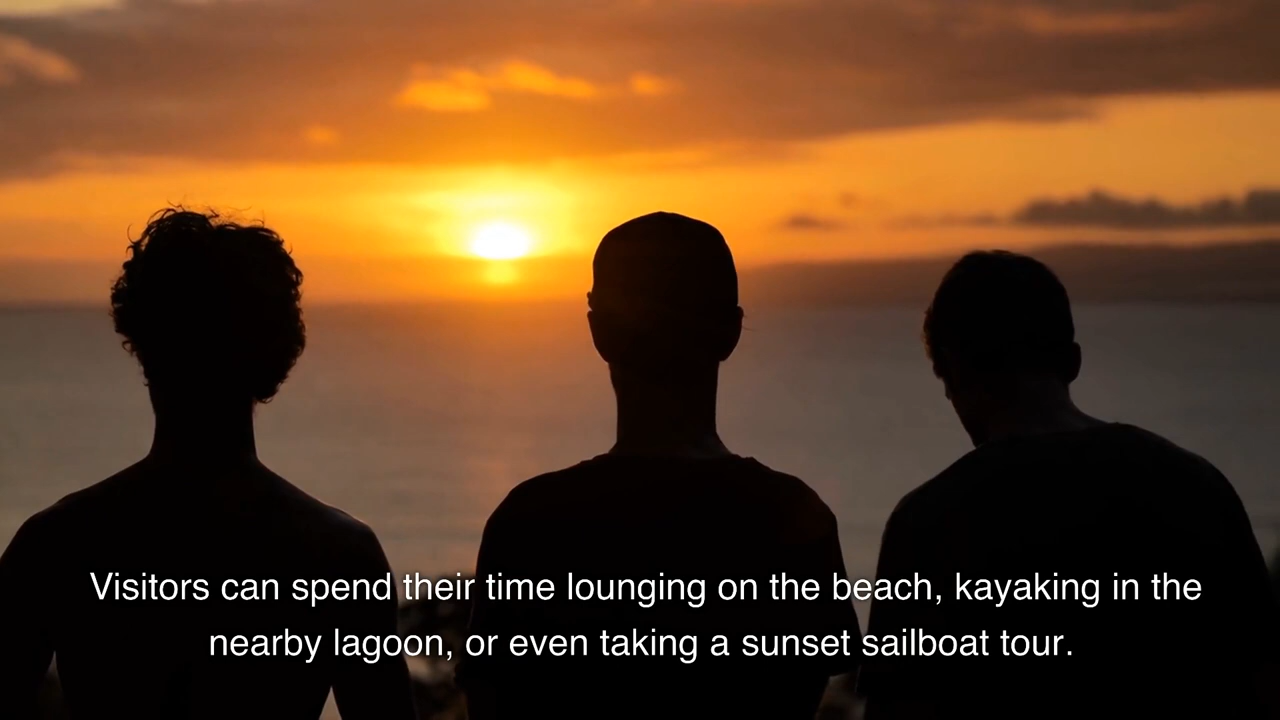 Visitors can spend their time lounging on the beach, kayaking in the
nearby lagoon, or even taking a sunset sailboat tour.